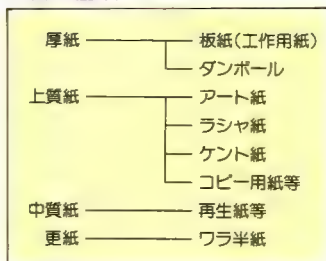 厚紙 板紙(工作用紙)
ダンボール
上質紙 アート紙
ラシャ紙
ケント紙
コピー用紙等
中質紙 再生紙等
更紙 ワラ半紙